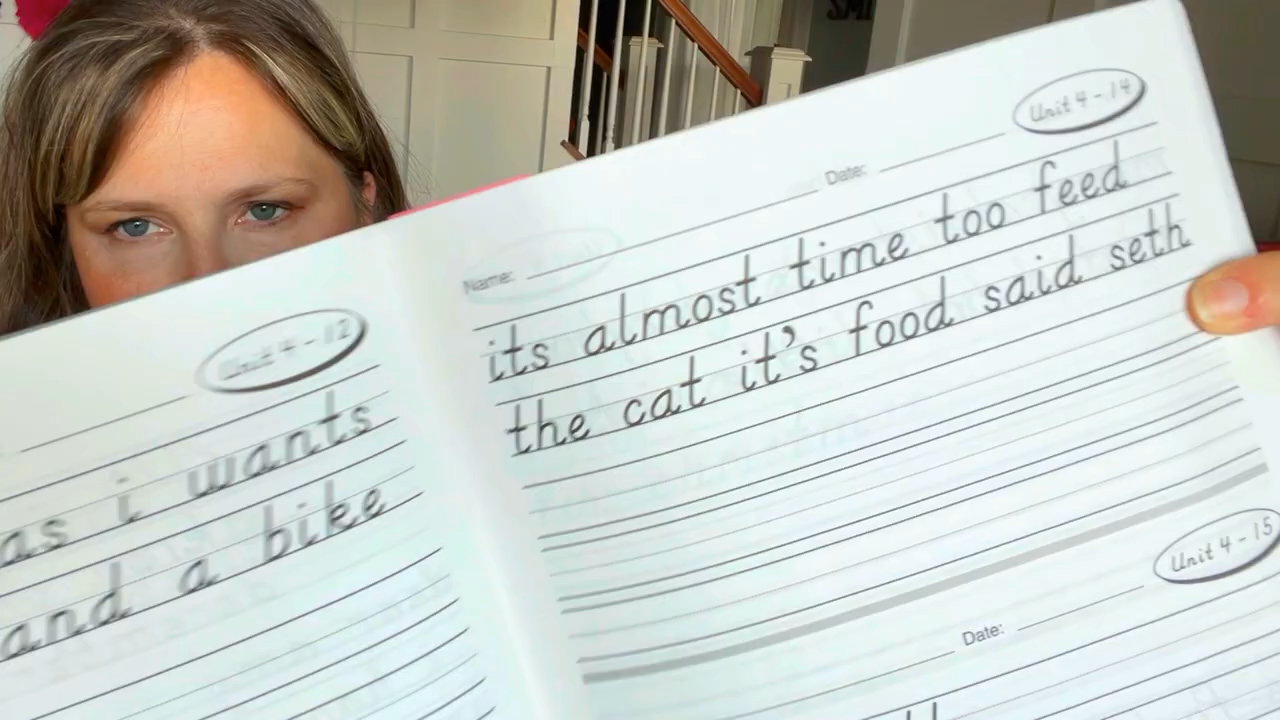 Unit 4 - 12
as i wants
and a bike
Unit 4 - 14
Name: Date:
its almost time too feed
the cat it's food said seth
Unit 4 - 15
Date: